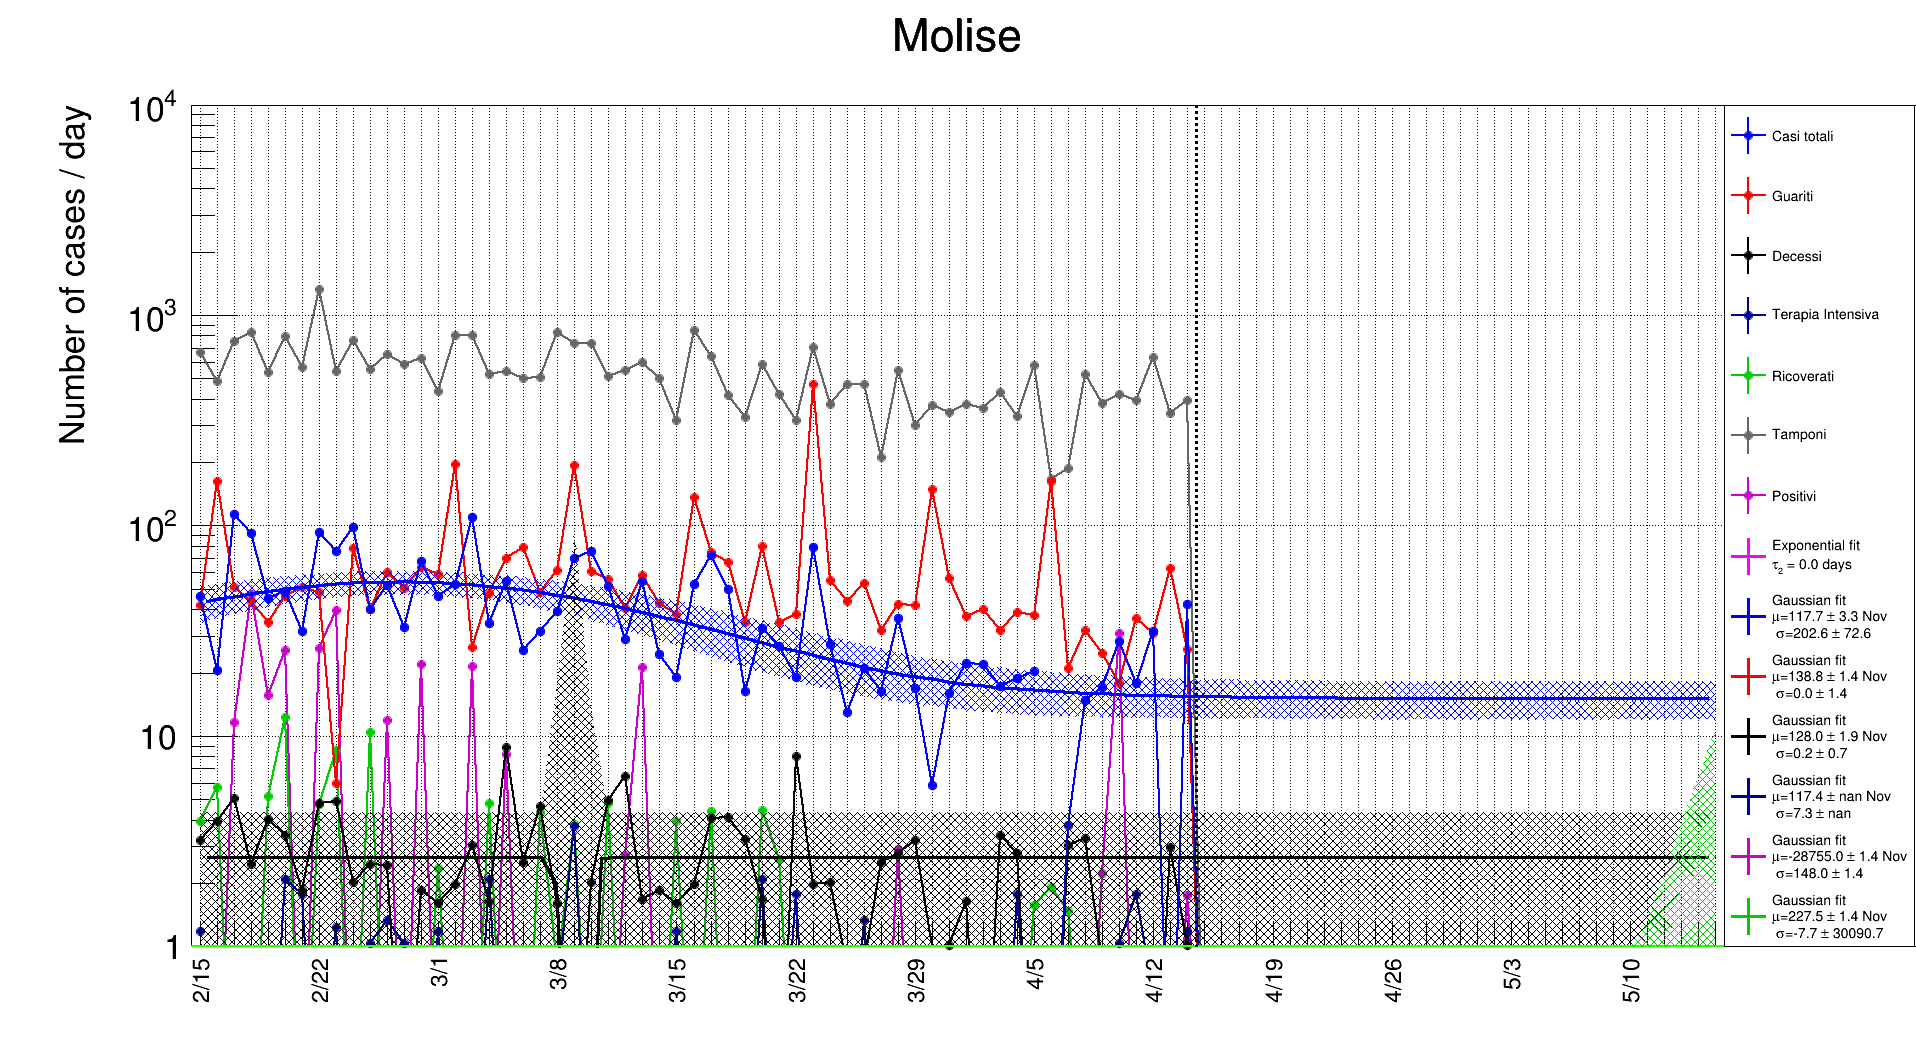 Molise
Number of cases / day
10^4
10^3
10^2
10
1
2/15
2/22
3/1
3/8
3/15
3/22
3/29
4/5
4/12
4/19
4/26
5/3
5/10
Casi totali
Guariti
Decessi
Terapia Intensiva
Ricoverati
Tamponi
Positivi
Exponential fit
τ₂ = 0.0 days
Gaussian fit
μ=117.7 ± 3.3 Nov
σ=202.6 ± 72.6
Gaussian fit
μ=138.8 ± 1.4 Nov
σ=0.0 ± 1.4
Gaussian fit
μ=128.0 ± 1.9 Nov
σ=0.2 ± 0.7
Gaussian fit
μ=117.4 ± nan Nov
σ=7.3 ± nan
Gaussian fit
μ=-28755.0 ± 1.4 Nov
σ=148.0 ± 1.4
Gaussian fit
μ=227.5 ± 1.4 Nov
σ=-7.7 ± 30090.7